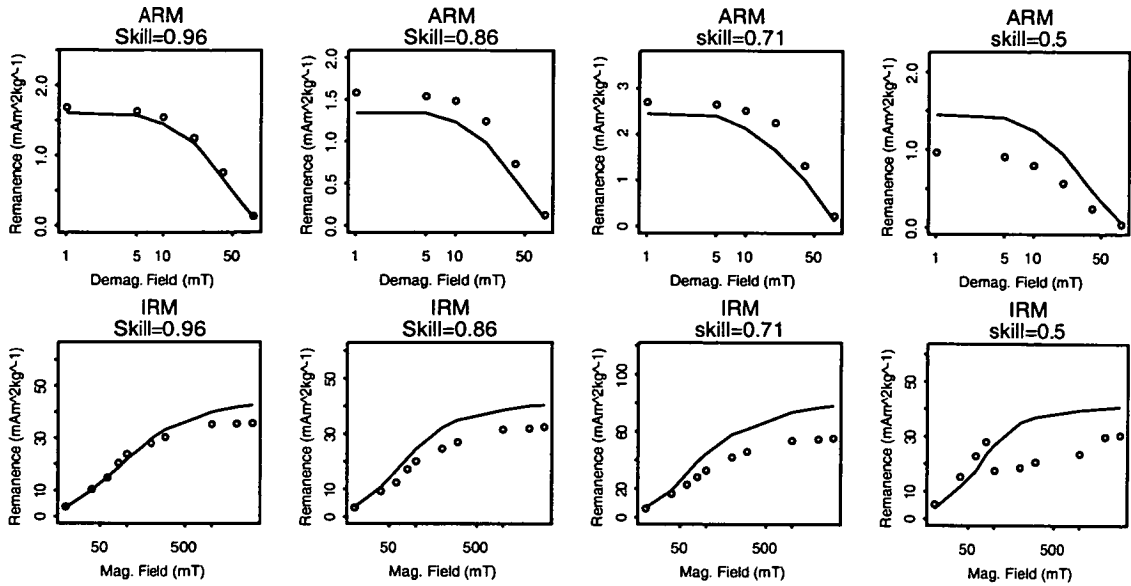 ARM
Skill=0.96
Remanence (mAm^2kg^-1)
2.0
1.0
0.0
1 5 10 50
Demag. Field (mT)
ARM
Skill=0.86
Remanence (mAm^2kg^-1)
2.0
1.5
1.0
0.5
0.0
1 5 10 50
Demag. Field (mT)
ARM
skill=0.71
Remanence (mAm^2kg^-1)
3
2
1
0
1 5 10 50
Demag. Field (mT)
ARM
skill=0.5
Remanence (mAm^2kg^-1)
2.0
1.0
0.0
1 5 10 50
Demag. Field (mT)
IRM
Skill=0.96
Remanence (mAm^2kg^-1)
50
30
10
0
50 500
Mag. Field (mT)
IRM
Skill=0.86
Remanence (mAm^2kg^-1)
50
30
10
0
50 500
Mag. Field (mT)
IRM
skill=0.71
Remanence (mAm^2kg^-1)
100
60
20
0
50 500
Mag. Field (mT)
IRM
skill=0.5
Remanence (mAm^2kg^-1)
50
30
10
0
50 500
Mag. Field (mT)